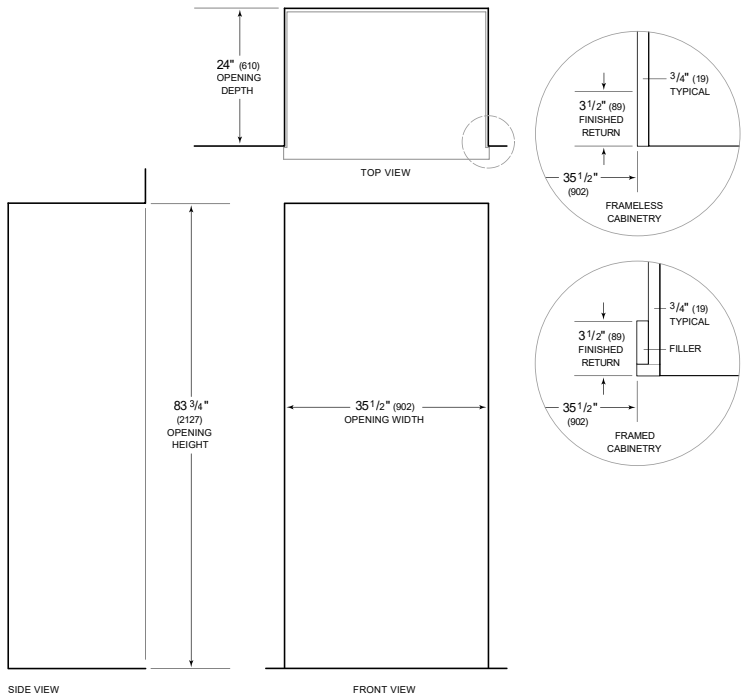 24" (610)
OPENING
DEPTH
TOP VIEW
3/4" (19)
TYPICAL
3 1/2" (89)
FINISHED
RETURN
35 1/2"
(902)
FRAMELESS
CABINETRY
3/4" (19)
TYPICAL
3 1/2" (89)
FINISHED
RETURN
FILLER
35 1/2"
(902)
FRAMED
CABINETRY
83 3/4"
(2127)
OPENING
HEIGHT
35 1/2" (902)
OPENING WIDTH
SIDE VIEW
FRONT VIEW